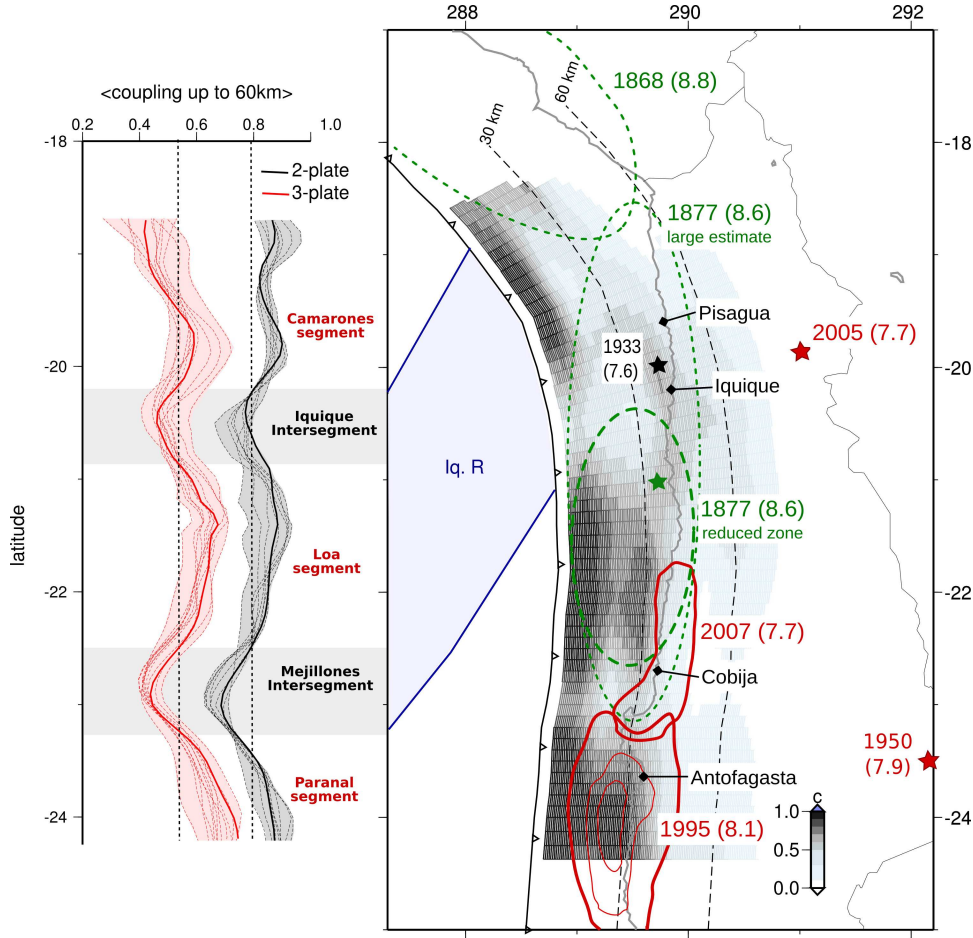 288
290
292
<coupling up to 60km>
0.2
0.4
0.6
0.8
1.0
2-plate
3-plate
-18
-20
-22
-24
latitude
Camarones
segment
Iquique
Intersegment
Loa
segment
Mejillones
Intersegment
Paranal
segment
30 km
60 km
1868 (8.8)
1877 (8.6)
large estimate
Pisagua
2005 (7.7)
1933
(7.6)
Iquique
Iq. R
1877 (8.6)
reduced zone
2007 (7.7)
Cobija
1950
(7.9)
Antofagasta
1995 (8.1)
c
1.0
0.5
0.0
-18
-20
-22
-24